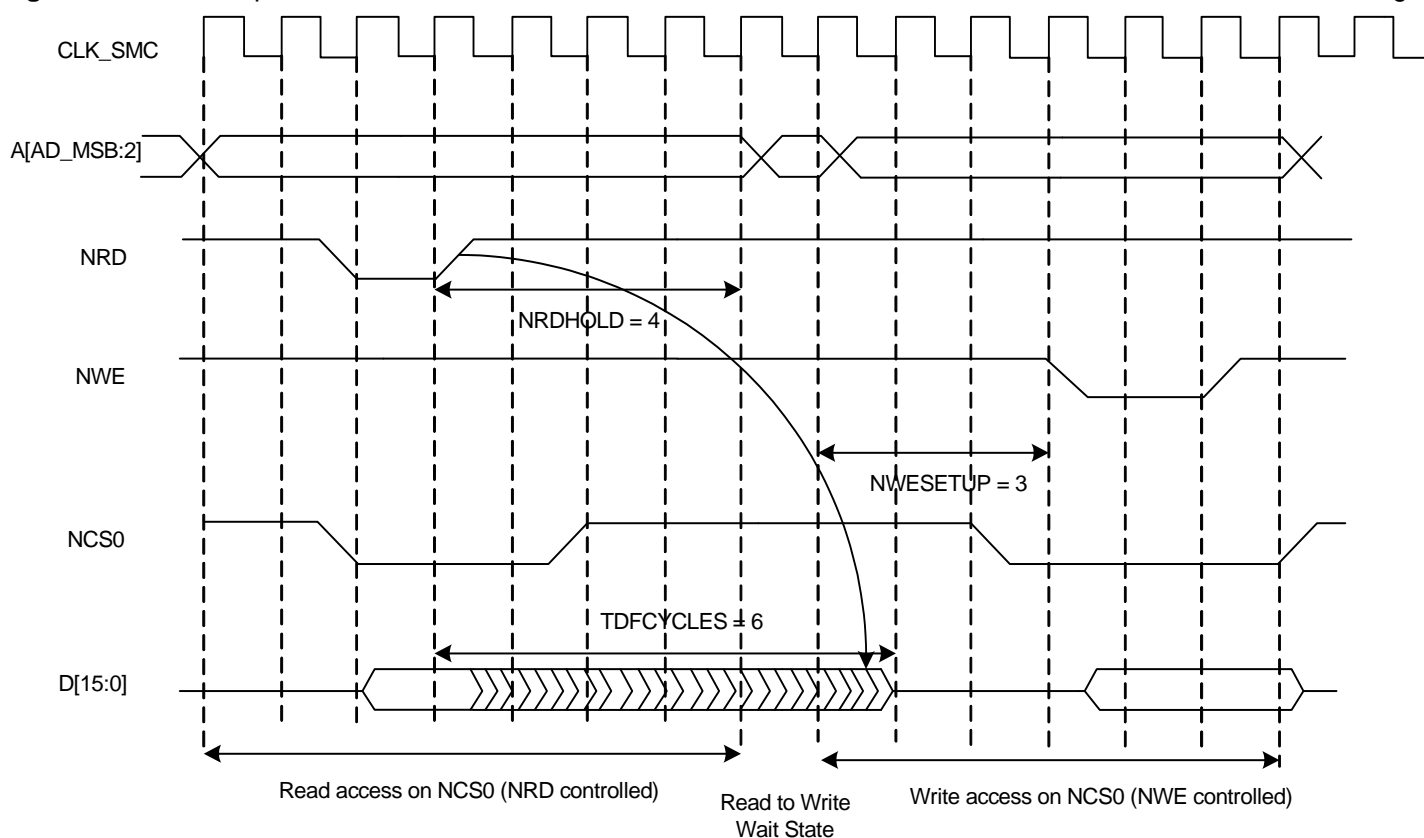 CLK_SMC
A[AD_MSB:2]
NRD
NRDHOLD = 4
NWE
NWESETUP = 3
NCS0
TDFCYCLES = 6
D[15:0]
Read access on NCS0 (NRD controlled)
Read to Write
Wait State
Write access on NCS0 (NWE controlled)